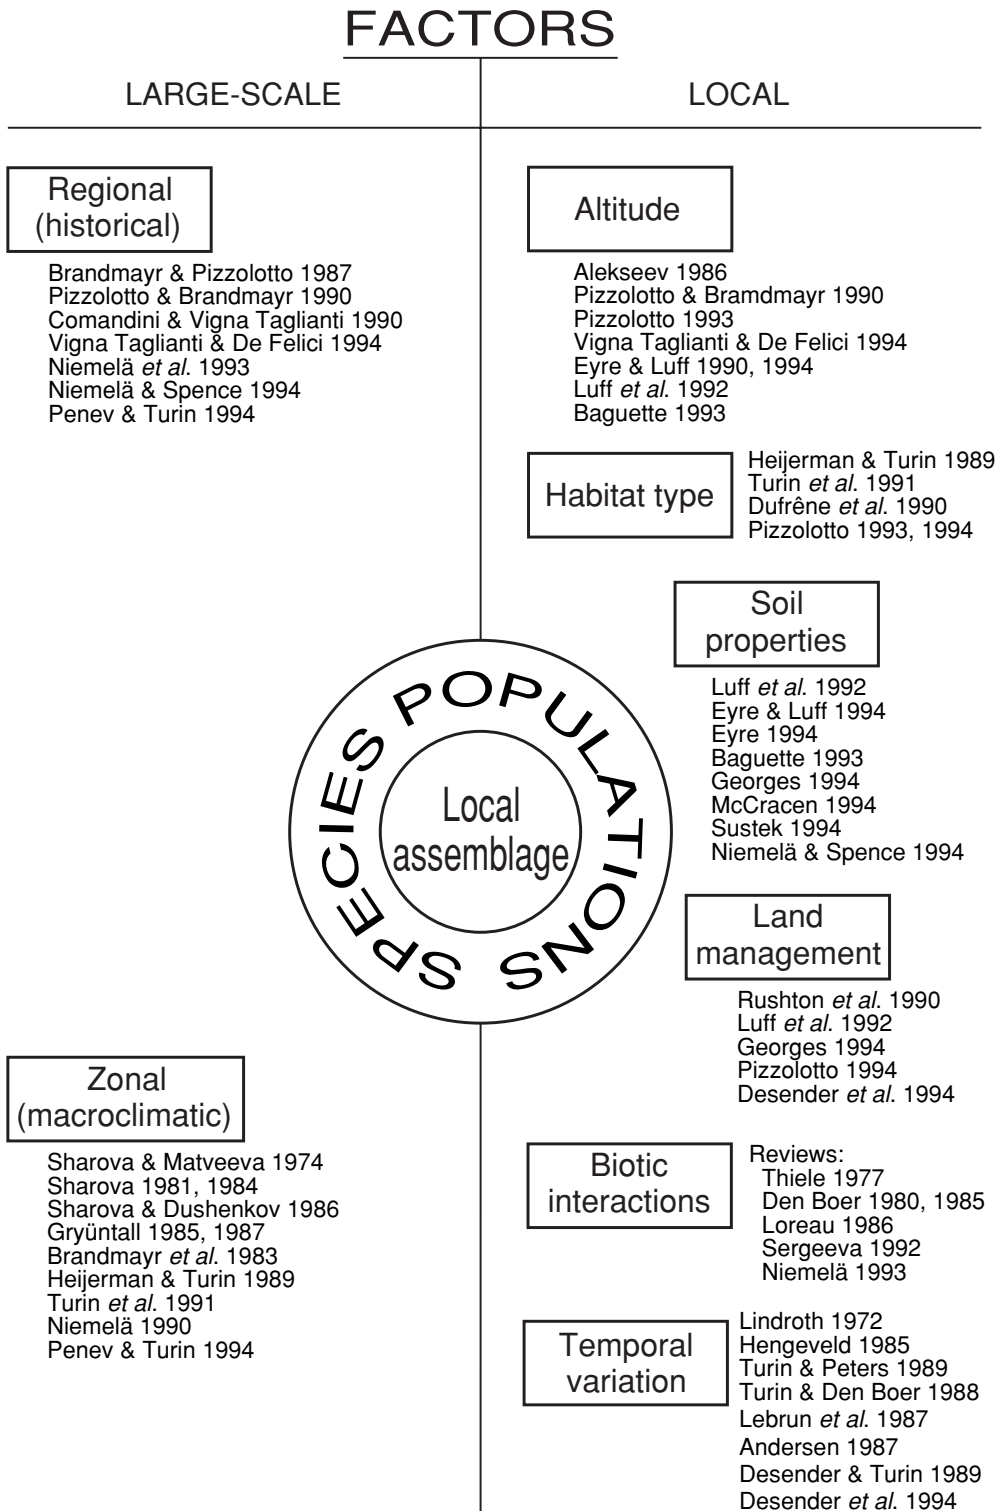 FACTORS
LARGE-SCALE
LOCAL
Regional
(historical)
Brandmayr & Pizzolotto 1987
Pizzolotto & Brandmayr 1990
Comandini & Vigna Taglianti 1990
Vigna Taglianti & De Felici 1994
Niemelä et al. 1993
Niemelä & Spence 1994
Penev & Turin 1994
Altitude
Alekseev 1986
Pizzolotto & Bramdmayr 1990
Pizzolotto 1993
Vigna Taglianti & De Felici 1994
Eyre & Luff 1990, 1994
Luff et al. 1992
Baguette 1993
Habitat type
Heijerman & Turin 1989
Turin et al. 1991
Dufrêne et al. 1990
Pizzolotto 1993, 1994
Soil
properties
Luff et al. 1992
Eyre & Luff 1994
Eyre 1994
Baguette 1993
Georges 1994
McCracen 1994
Sustek 1994
Niemelä & Spence 1994
SPECIES POPULATIONS
Local
assemblage
Land
management
Rushton et al. 1990
Luff et al. 1992
Georges 1994
Pizzolotto 1994
Desender et al. 1994
Zonal
(macroclimatic)
Sharova & Matveeva 1974
Sharova 1981, 1984
Sharova & Dushenkov 1986
Gryüntall 1985, 1987
Brandmayr et al. 1983
Heijerman & Turin 1989
Turin et al. 1991
Niemelä 1990
Penev & Turin 1994
Biotic
interactions
Reviews:
Thiele 1977
Den Boer 1980, 1985
Loreau 1986
Sergeeva 1992
Niemelä 1993
Temporal
variation
Lindroth 1972
Hengeveld 1985
Turin & Peters 1989
Turin & Den Boer 1988
Lebrun et al. 1987
Andersen 1987
Desender & Turin 1989
Desender et al. 1994